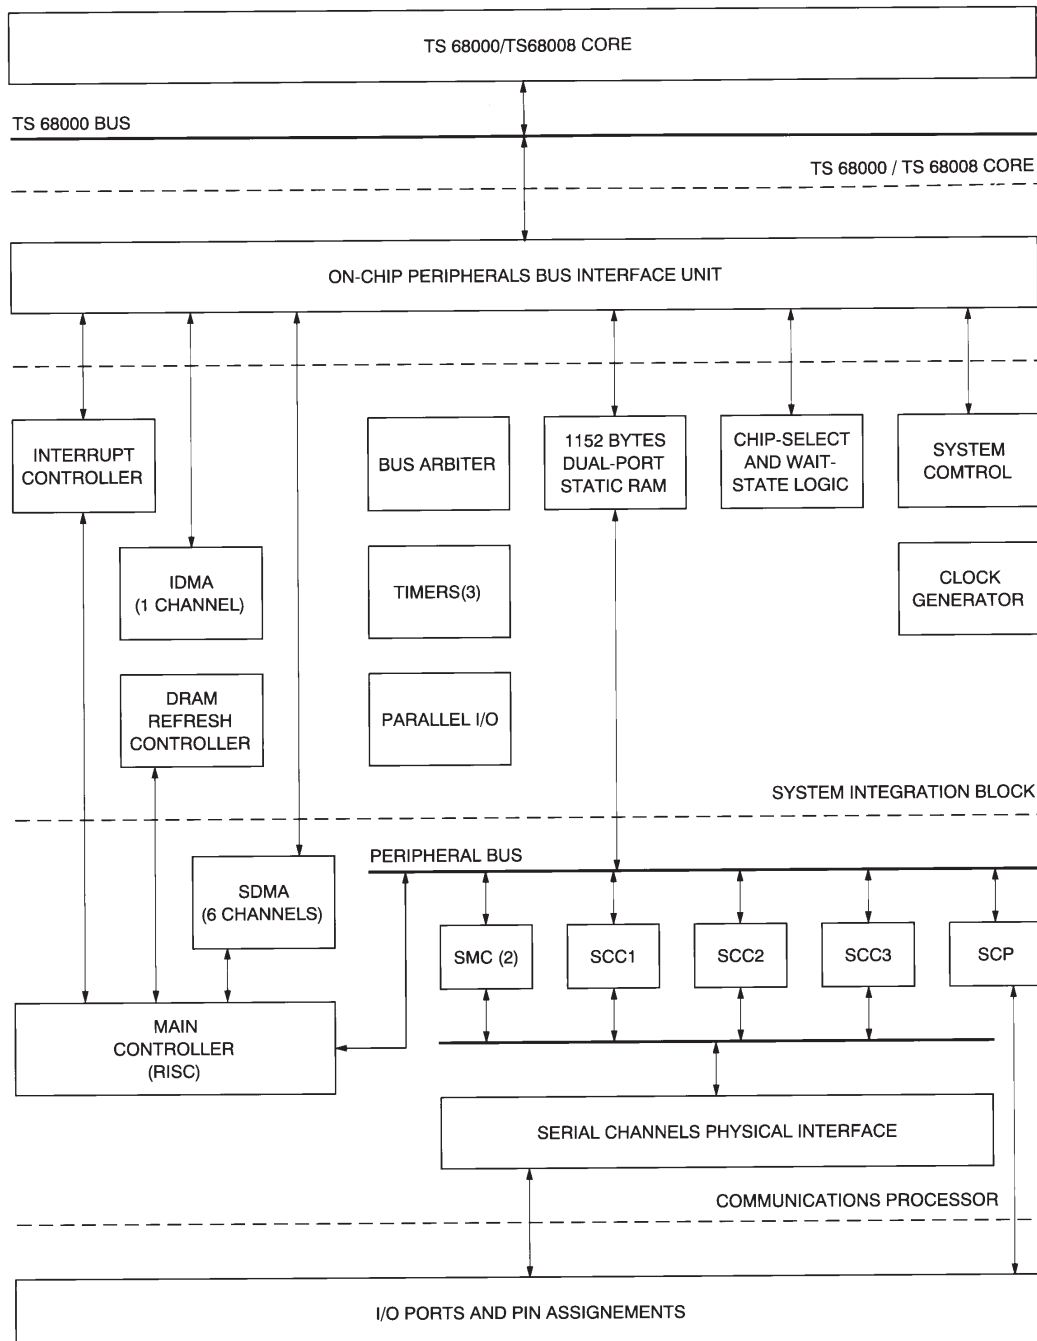 TS 68000/TS68008 CORE
TS 68000 BUS
TS 68000 / TS 68008 CORE
ON-CHIP PERIPHERALS BUS INTERFACE UNIT
INTERRUPT
CONTROLLER
BUS ARBITER
1152 BYTES
DUAL-PORT
STATIC RAM
CHIP-SELECT
AND WAIT-
STATE LOGIC
SYSTEM
COMTROL
IDMA
(1 CHANNEL)
TIMERS(3)
CLOCK
GENERATOR
DRAM
REFRESH
CONTROLLER
PARALLEL I/O
SYSTEM INTEGRATION BLOCK
SDMA
(6 CHANNELS)
PERIPHERAL BUS
SMC (2)
SCC1
SCC2
SCC3
SCP
MAIN
CONTROLLER
(RISC)
SERIAL CHANNELS PHYSICAL INTERFACE
COMMUNICATIONS PROCESSOR
I/O PORTS AND PIN ASSIGNEMENTS